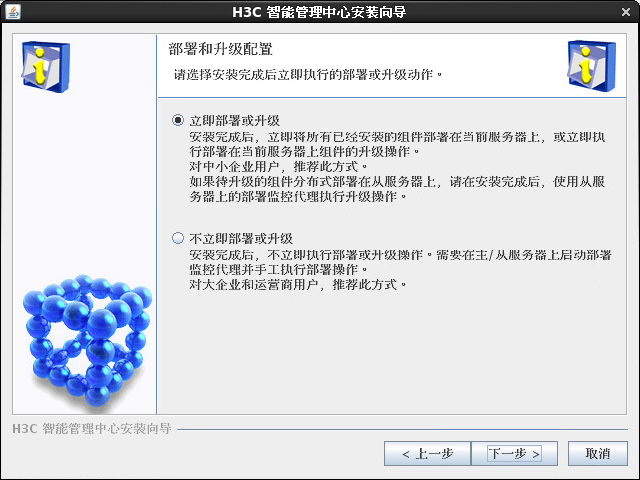 H3C 智能管理中心安装向导
部署和升级配置
请选择安装完成后立即执行的部署或升级动作。
立即部署或升级
安装完成后，立即将所有已经安装的组件部署在当前服务器上，或立即执
行部署在当前服务器上组件的升级操作。
对中小企业用户，推荐此方式。
如果待升级的组件分布式部署在从服务器上，请在安装完成后，使用从服
务器上的部署监控代理执行升级操作。
不立即部署或升级
安装完成后，不立即执行部署或升级操作。需要在主/从服务器上启动部署
监控代理并手工执行部署操作。
对大企业和运营商用户，推荐此方式。
H3C 智能管理中心安装向导
< 上一步
下一步 >
取消